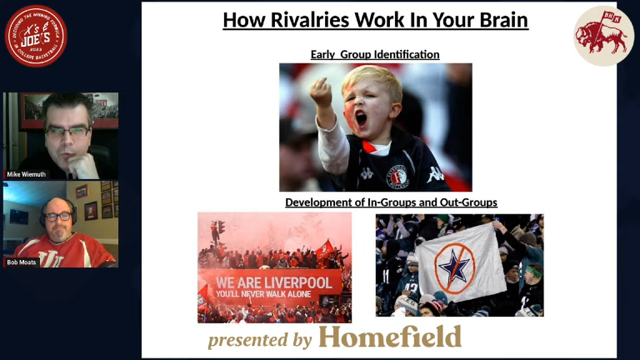 How Rivalries Work In Your Brain
X's & JOE'S
Early Group Identification
Mike Wiemuth
Development of In-Groups and Out-Groups
Bob Moats
WE ARE LIVERPOOL
YOU'LL NEVER WALK ALONE
presented by Homefield